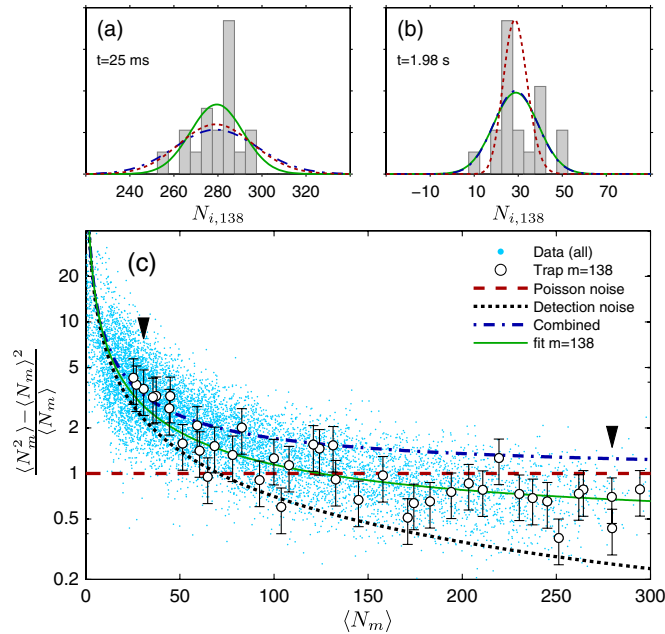 (a)
t=25 ms
240 260 280 300 320
N_{i,138}
(b)
t=1.98 s
-10 10 30 50 70
N_{i,138}
(c)
Data (all)
Trap m=138
Poisson noise
Detection noise
Combined
fit m=138
20
10
5
2
1
0.5
0.2
⟨N_m^2⟩ − ⟨N_m⟩^2
⟨N_m⟩
0 50 100 150 200 250 300
⟨N_m⟩